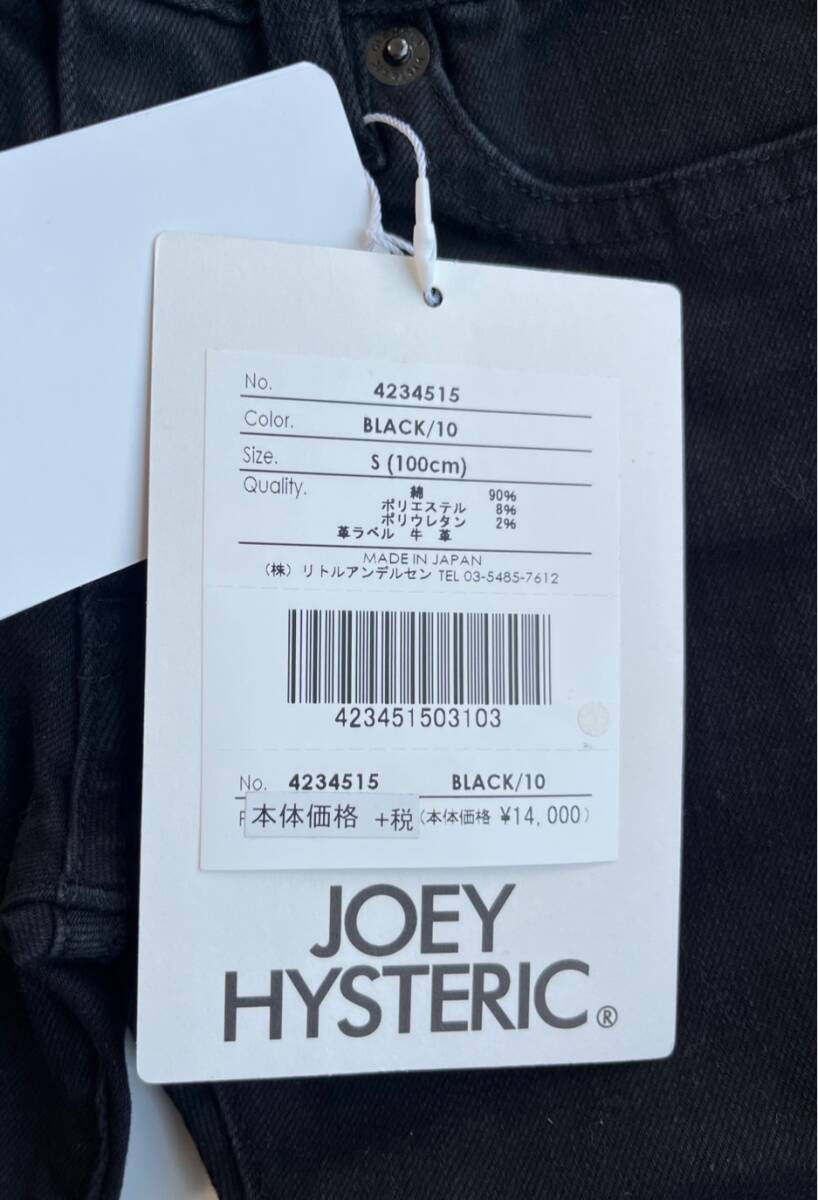 No. 4234515
Color. BLACK/10
Size. S (100cm)
Quality. 綿 90%
ポリエステル 8%
ポリウレタン 2%
革ラベル 牛 革
MADE IN JAPAN
(株) リトルアンデルセン TEL 03-5485-7612
423451503103
No. 4234515 BLACK/10
本体価格 +税 (本体価格 ¥14,000)
JOEY
HYSTERIC ®